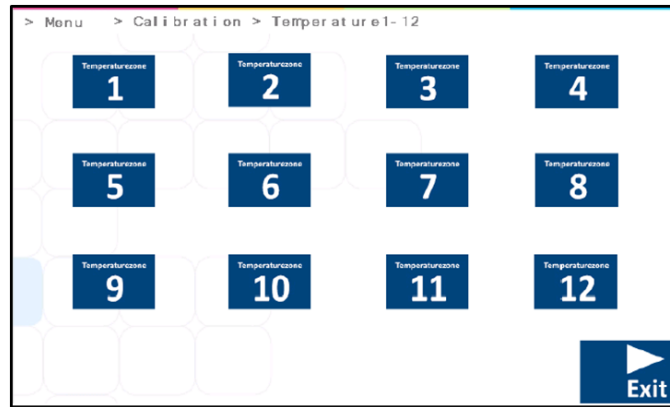 > Menu > Calibration > Temperature1-12
Temperaturezone
1
Temperaturezone
2
Temperaturezone
3
Temperaturezone
4
Temperaturezone
5
Temperaturezone
6
Temperaturezone
7
Temperaturezone
8
Temperaturezone
9
Temperaturezone
10
Temperaturezone
11
Temperaturezone
12
Exit